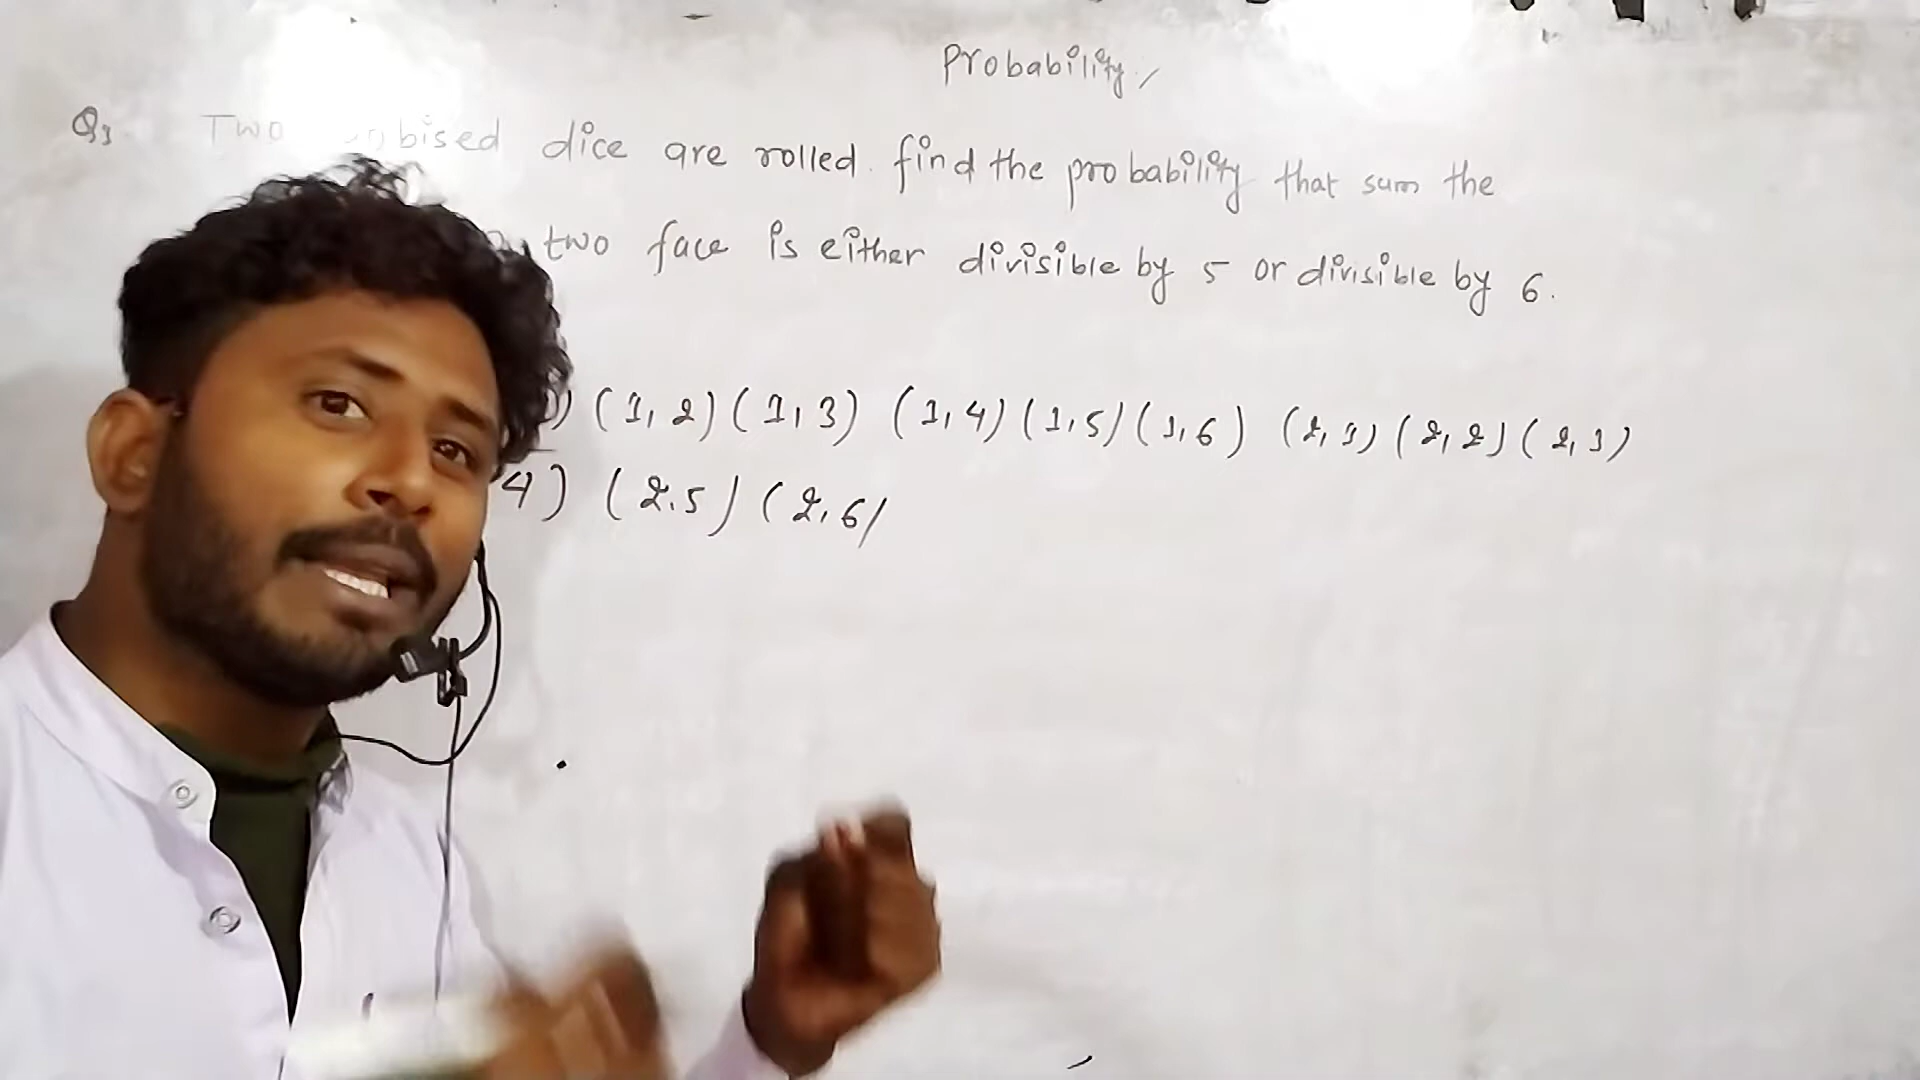 Probability
Q3 Two bised dice are rolled. find the probability that sum the
two face is either divisible by 5 or divisible by 6.
(1, 2) (1, 3) (1, 4) (1, 5) (1, 6) (2, 1) (2, 2) (2, 3)
4) (2.5) (2, 6)